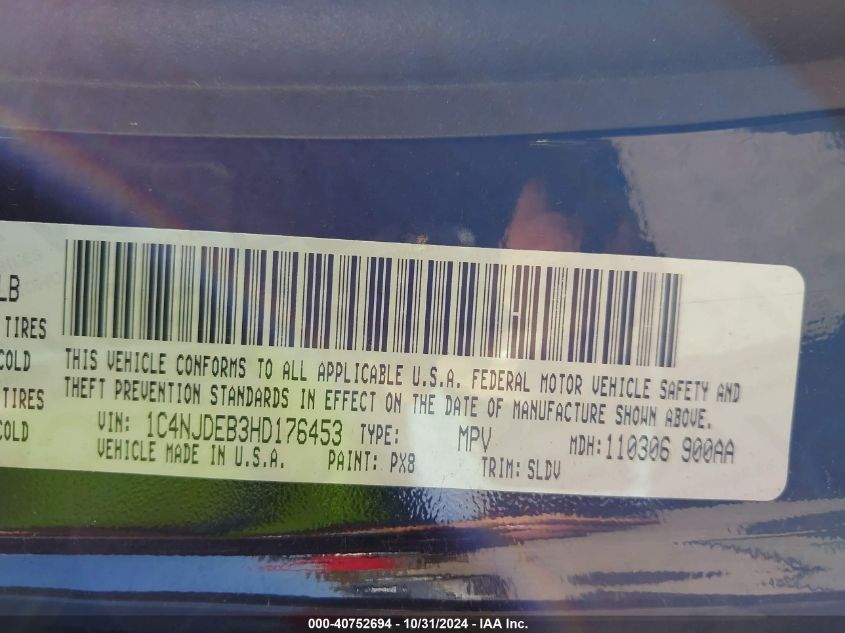 LB
TIRES
COLD
TIRES
COLD
THIS VEHICLE CONFORMS TO ALL APPLICABLE U.S.A. FEDERAL MOTOR VEHICLE SAFETY AND
THEFT PREVENTION STANDARDS IN EFFECT ON THE DATE OF MANUFACTURE SHOWN ABOVE.
VIN: 1C4NJDEB3HD176453 TYPE: MPV MDH: 110306 900AA
VEHICLE MADE IN U.S.A. PAINT: PX8 TRIM: SLDV
000-40752694 - 10/31/2024 - IAA Inc.